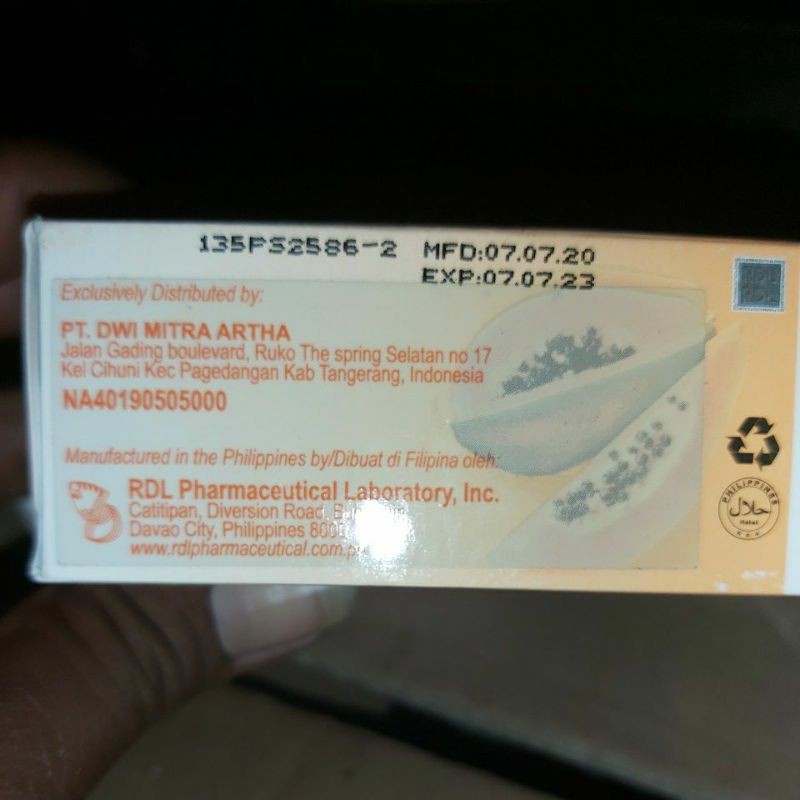 135PS2586-2 MFD:07.07.20
EXP:07.07.23
Exclusively Distributed by:
PT. DWI MITRA ARTHA
Jalan Gading boulevard, Ruko The spring Selatan no 17
Kel Cihuni Kec Pagedangan Kab Tangerang, Indonesia
NA40190505000
Manufactured in the Philippines by/Dibuat di Filipina oleh:
RDL Pharmaceutical Laboratory, Inc.
Catitipan, Diversion Road,
Davao City, Philippines
www.rdlpharmaceutical.com.ph
PHILIPPINES
حلال
Halal